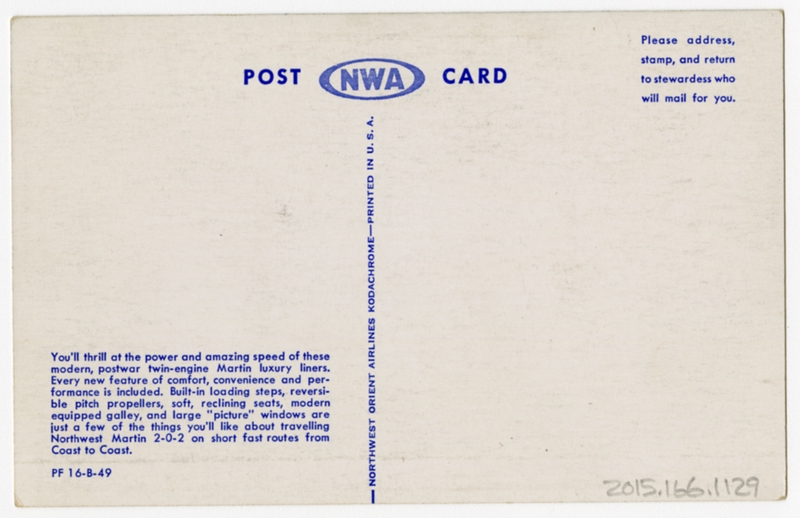 POST NWA CARD
Please address,
stamp, and return
to stewardess who
will mail for you.
— NORTHWEST ORIENT AIRLINES KODACHROME—PRINTED IN U. S. A.
You'll thrill at the power and amazing speed of these
modern, postwar twin-engine Martin luxury liners.
Every new feature of comfort, convenience and per-
formance is included. Built-in loading steps, reversi-
ble pitch propellers, soft, reclining seats, modern
equipped galley, and large "picture" windows are
just a few of the things you'll like about travelling
Northwest Martin 2-0-2 on short fast routes from
Coast to Coast.
PF 16-B-49
2015.166.1129